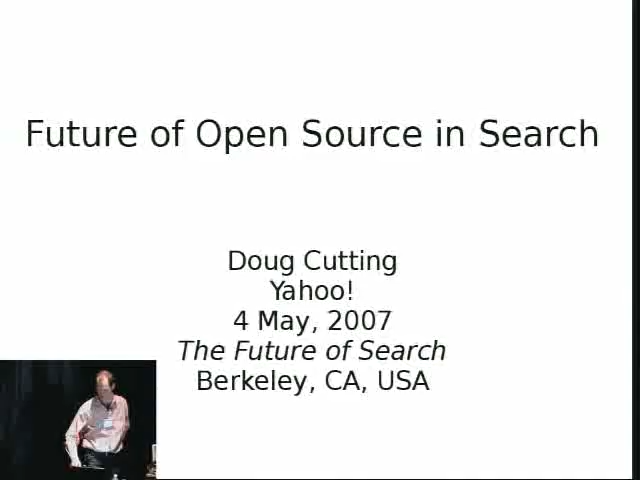 Future of Open Source in Search
Doug Cutting
Yahoo!
4 May, 2007
The Future of Search
Berkeley, CA, USA